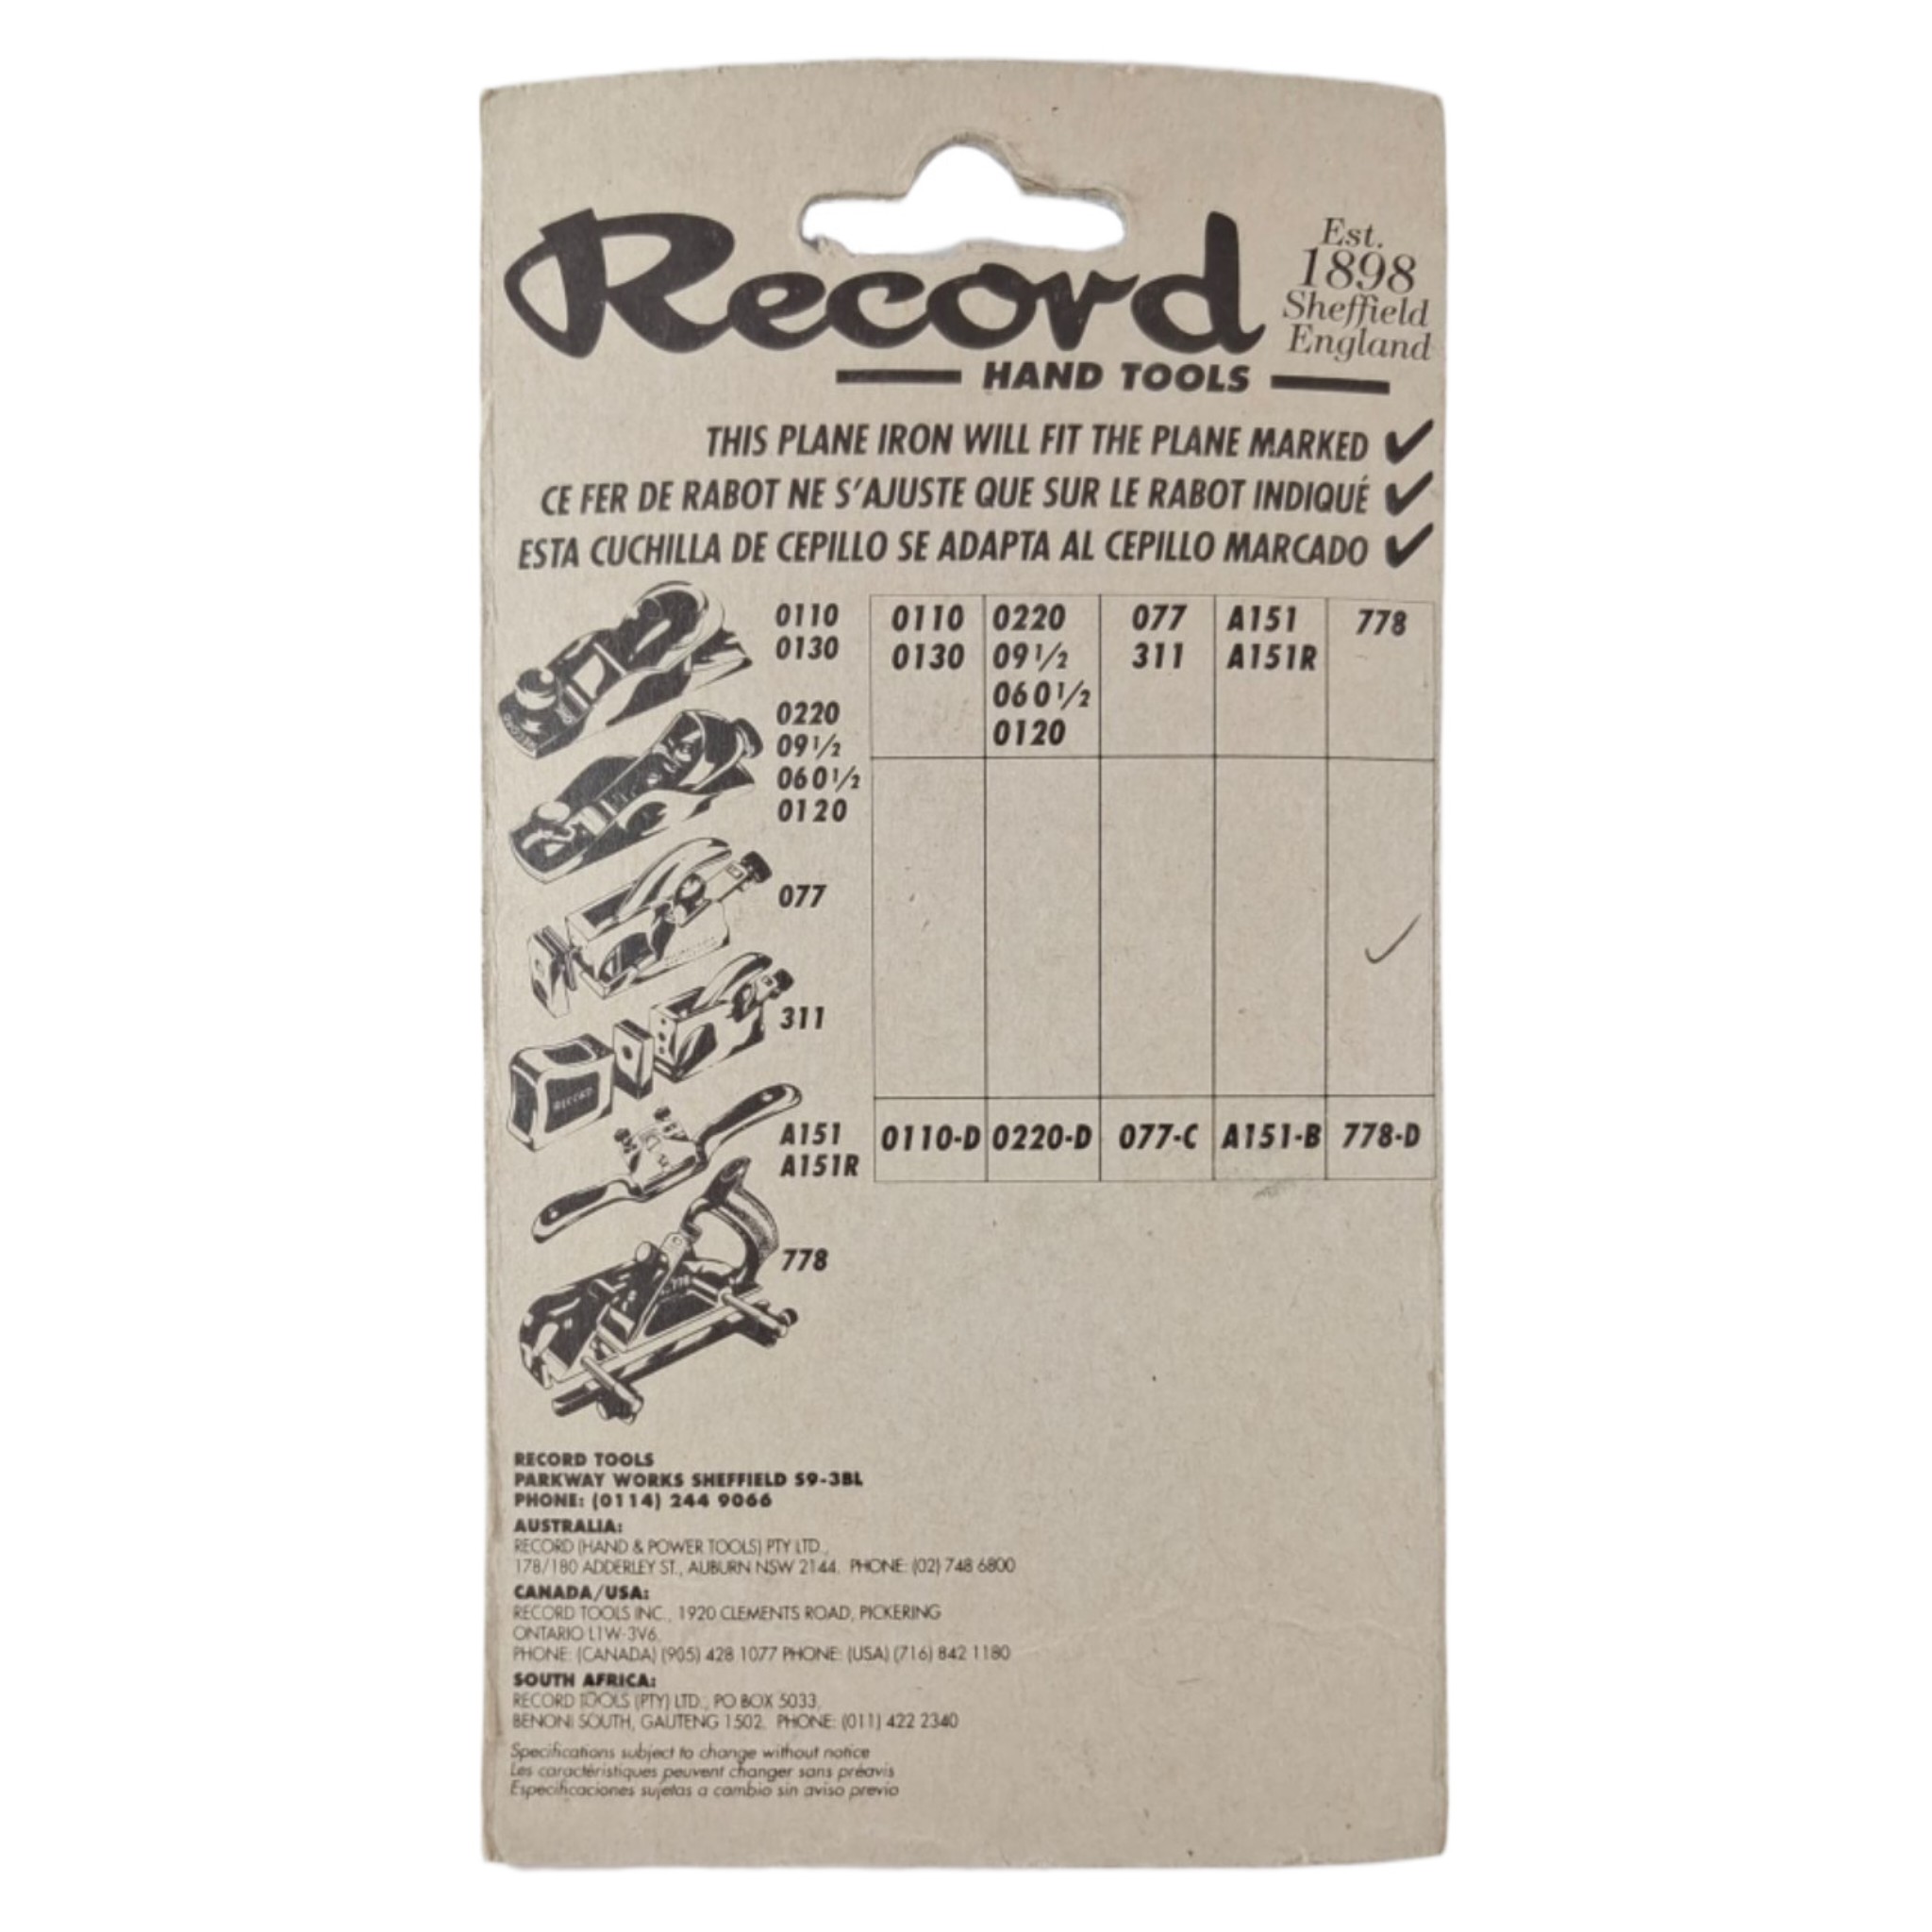 Record
Est.
1898
Sheffield
England
HAND TOOLS
THIS PLANE IRON WILL FIT THE PLANE MARKED ✓
CE FER DE RABOT NE S'AJUSTE QUE SUR LE RABOT INDIQUÉ ✓
ESTA CUCHILLA DE CEPILLO SE ADAPTA AL CEPILLO MARCADO ✓
0110
0130
0220
09½
060½
0120
077
311
A151
A151R
778
0110 0220 077 A151 778
0130 09½ 311 A151R
060½
0120
✓
0110-D 0220-D 077-C A151-B 778-D
RECORD TOOLS
PARKWAY WORKS SHEFFIELD S9-3BL
PHONE: (0114) 244 9066
AUSTRALIA:
RECORD (HAND & POWER TOOLS) PTY LTD.,
178/180 ADDERLEY ST., AUBURN NSW 2144. PHONE: (02) 748 6800
CANADA/USA:
RECORD TOOLS INC., 1920 CLEMENTS ROAD, PICKERING
ONTARIO L1W-3V6.
PHONE: (CANADA) (905) 428 1077 PHONE: (USA) (716) 842 1180
SOUTH AFRICA:
RECORD TOOLS (PTY) LTD., PO BOX 5033,
BENONI SOUTH, GAUTENG 1502. PHONE: (011) 422 2340
Specifications subject to change without notice
Les caractéristiques peuvent changer sans préavis
Especificaciones sujetas a cambio sin aviso previo